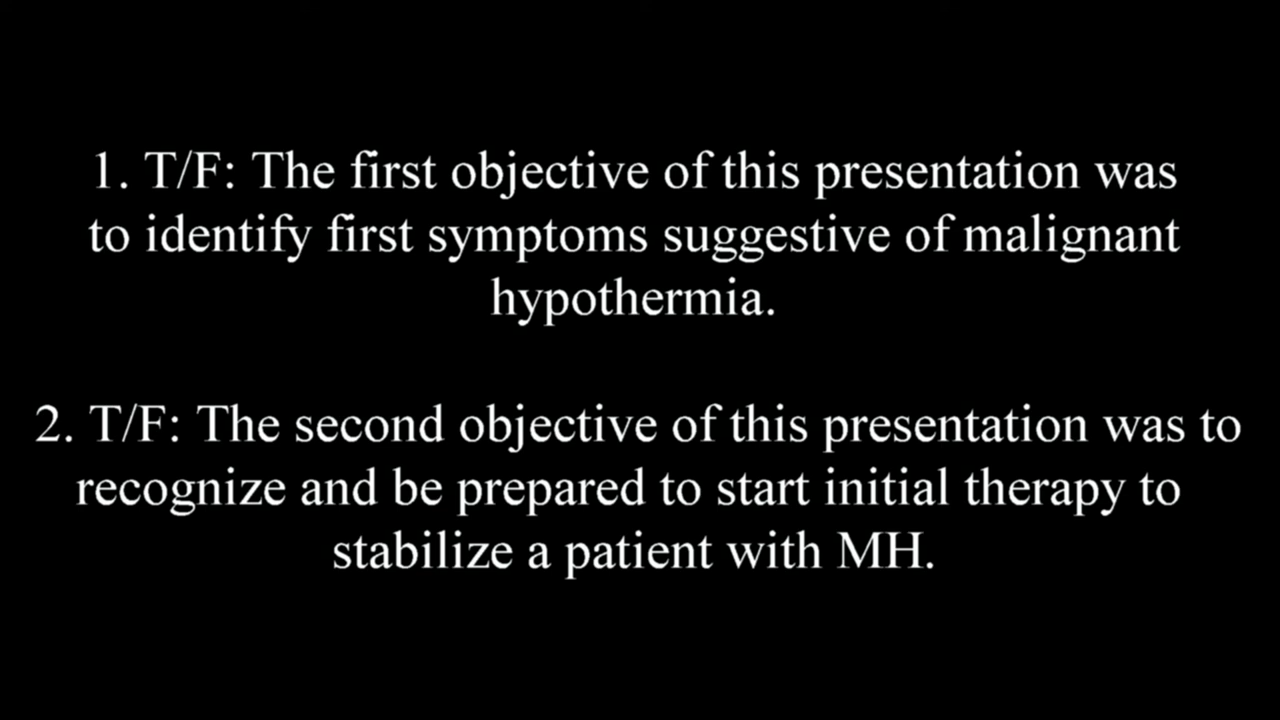 1. T/F: The first objective of this presentation was
to identify first symptoms suggestive of malignant
hypothermia.
2. T/F: The second objective of this presentation was to
recognize and be prepared to start initial therapy to
stabilize a patient with MH.